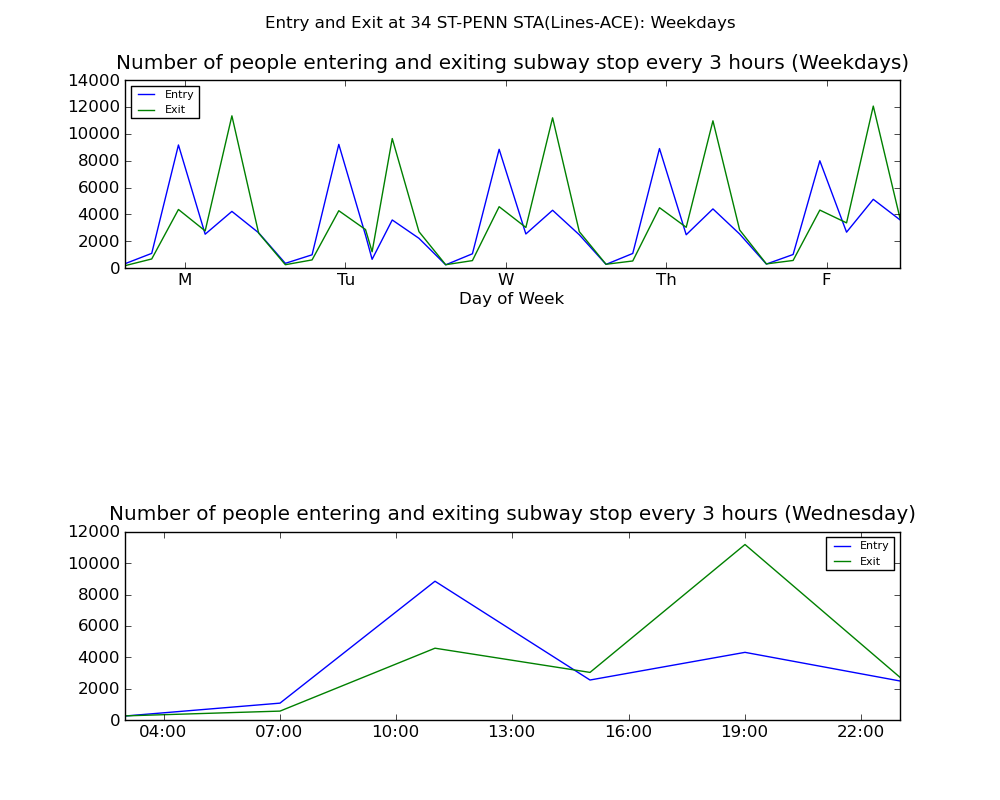 Entry and Exit at 34 ST-PENN STA(Lines-ACE): Weekdays
Number of people entering and exiting subway stop every 3 hours (Weekdays)
14000
12000
10000
8000
6000
4000
2000
0
Entry
Exit
M Tu W Th F
Day of Week
Number of people entering and exiting subway stop every 3 hours (Wednesday)
12000
10000
8000
6000
4000
2000
0
Entry
Exit
04:00 07:00 10:00 13:00 16:00 19:00 22:00